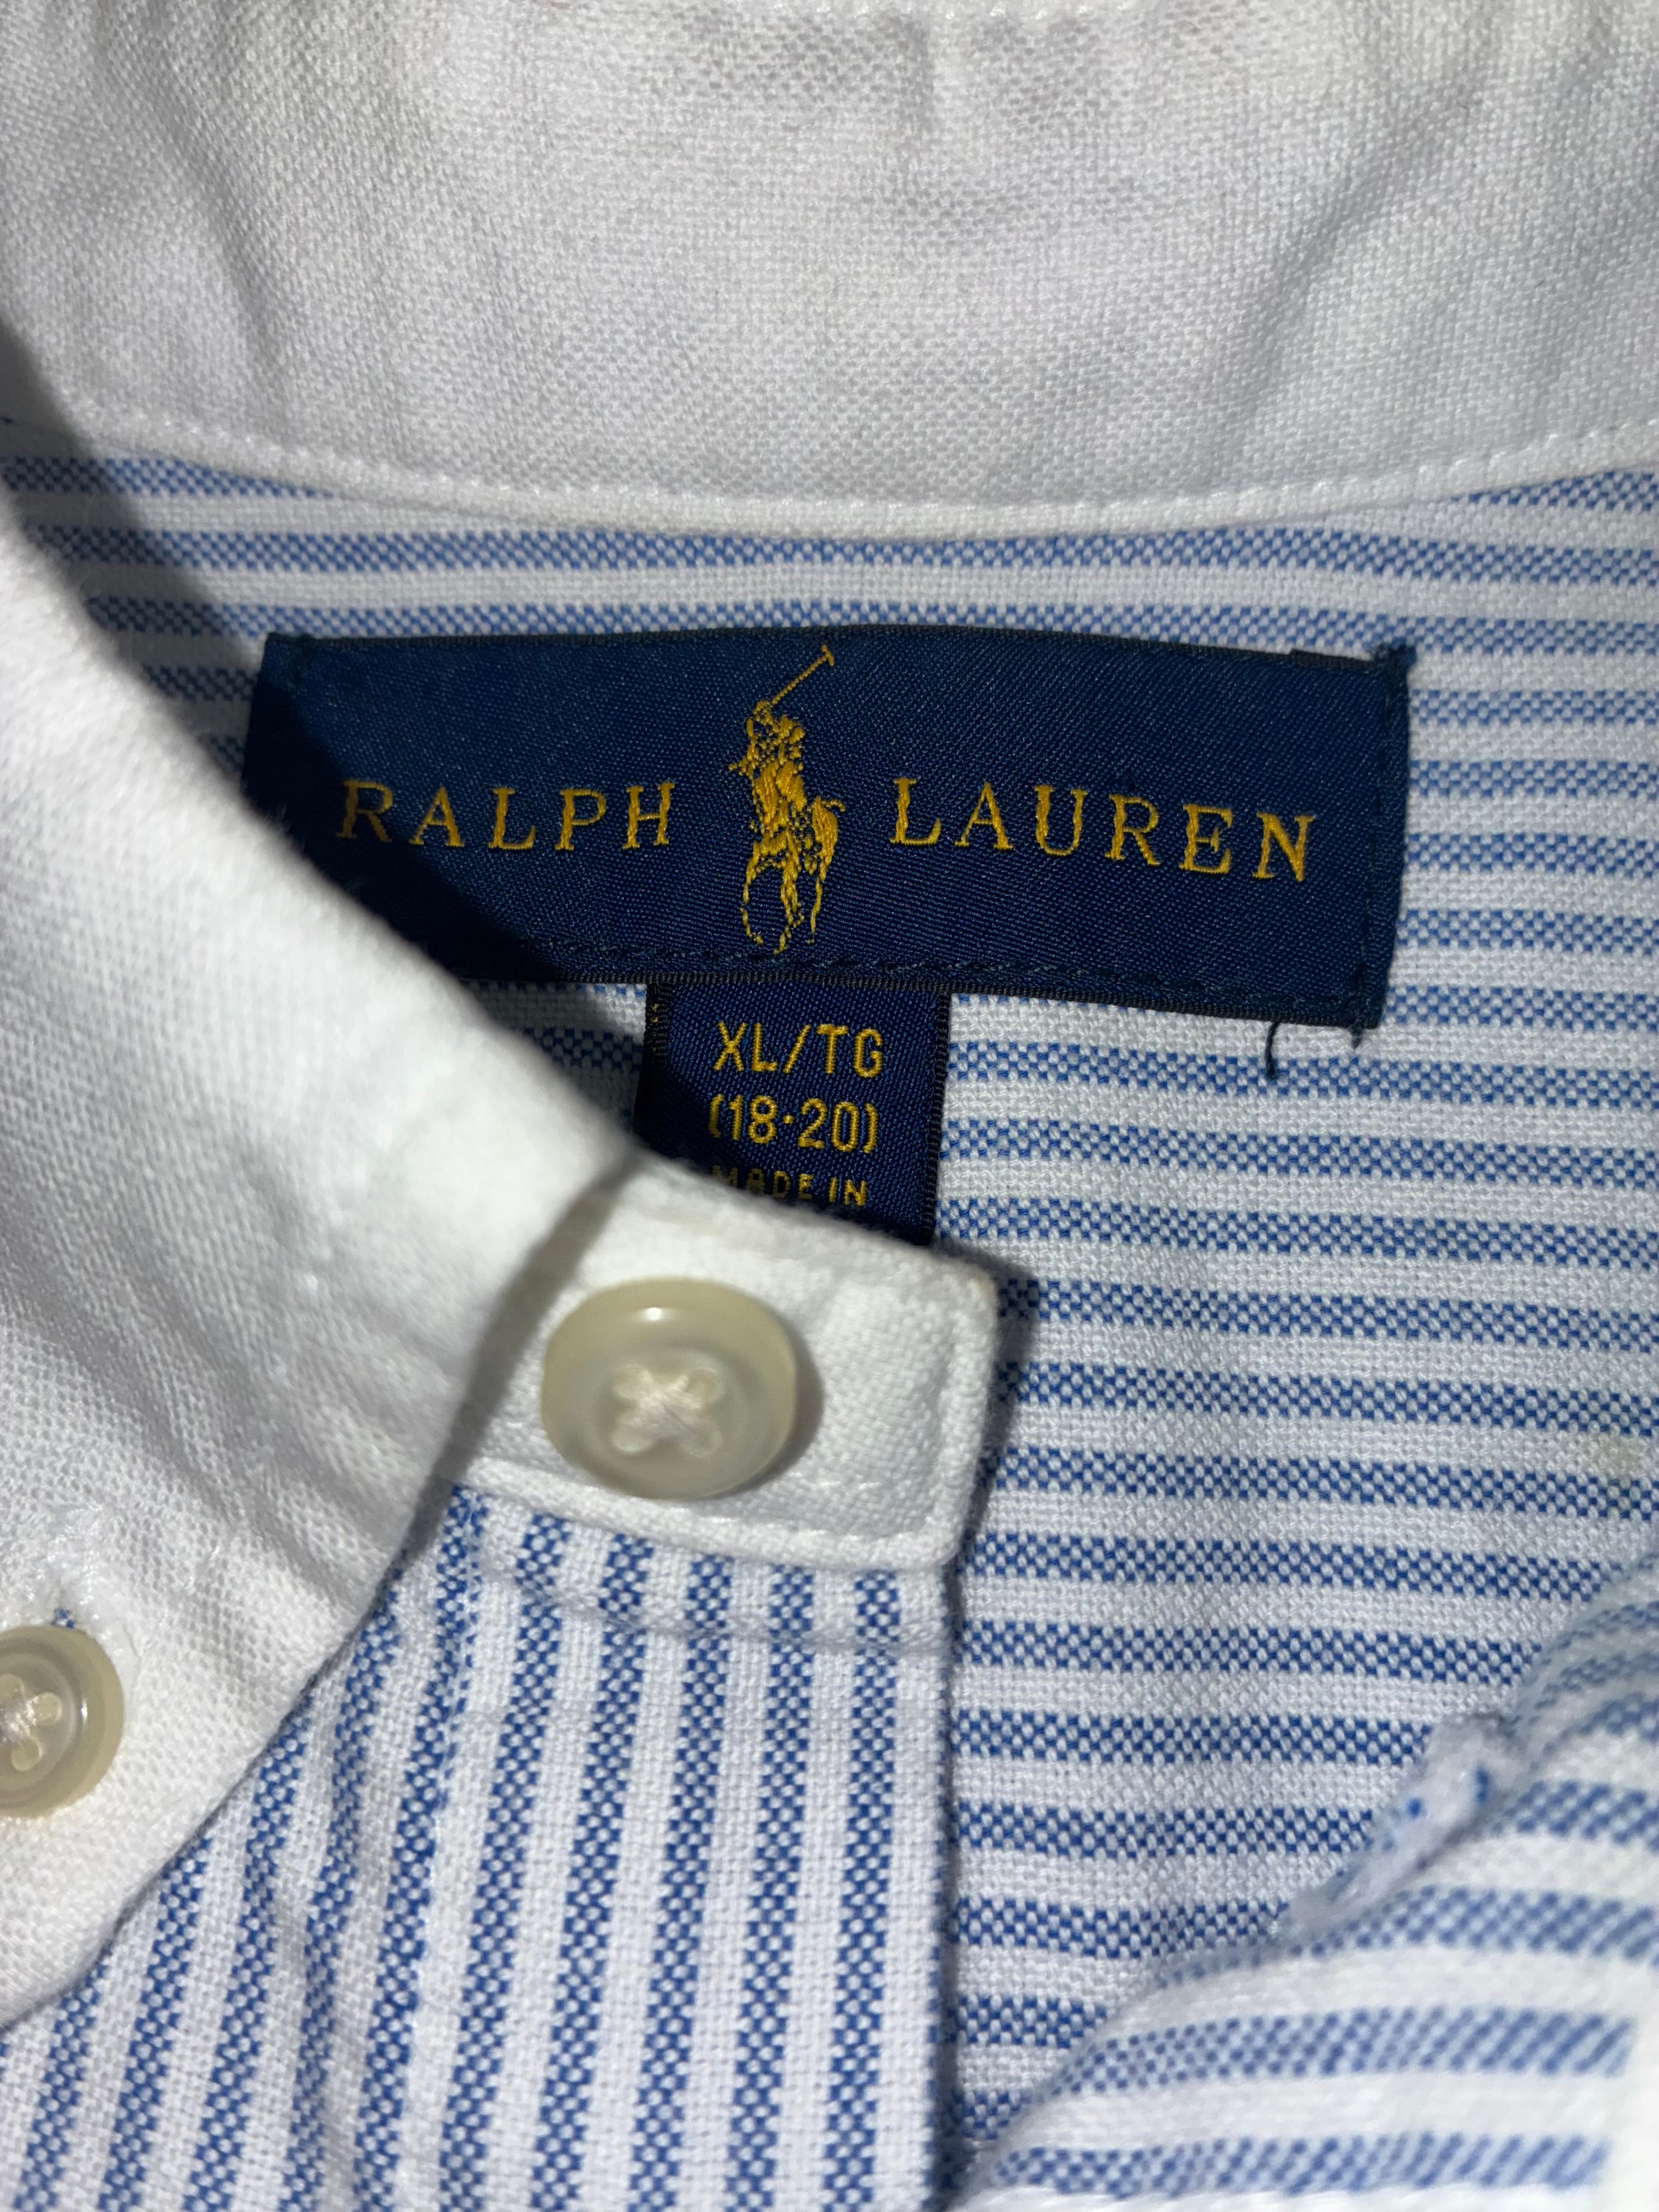 RALPH LAUREN
XL/TG
(18•20)
MADE IN